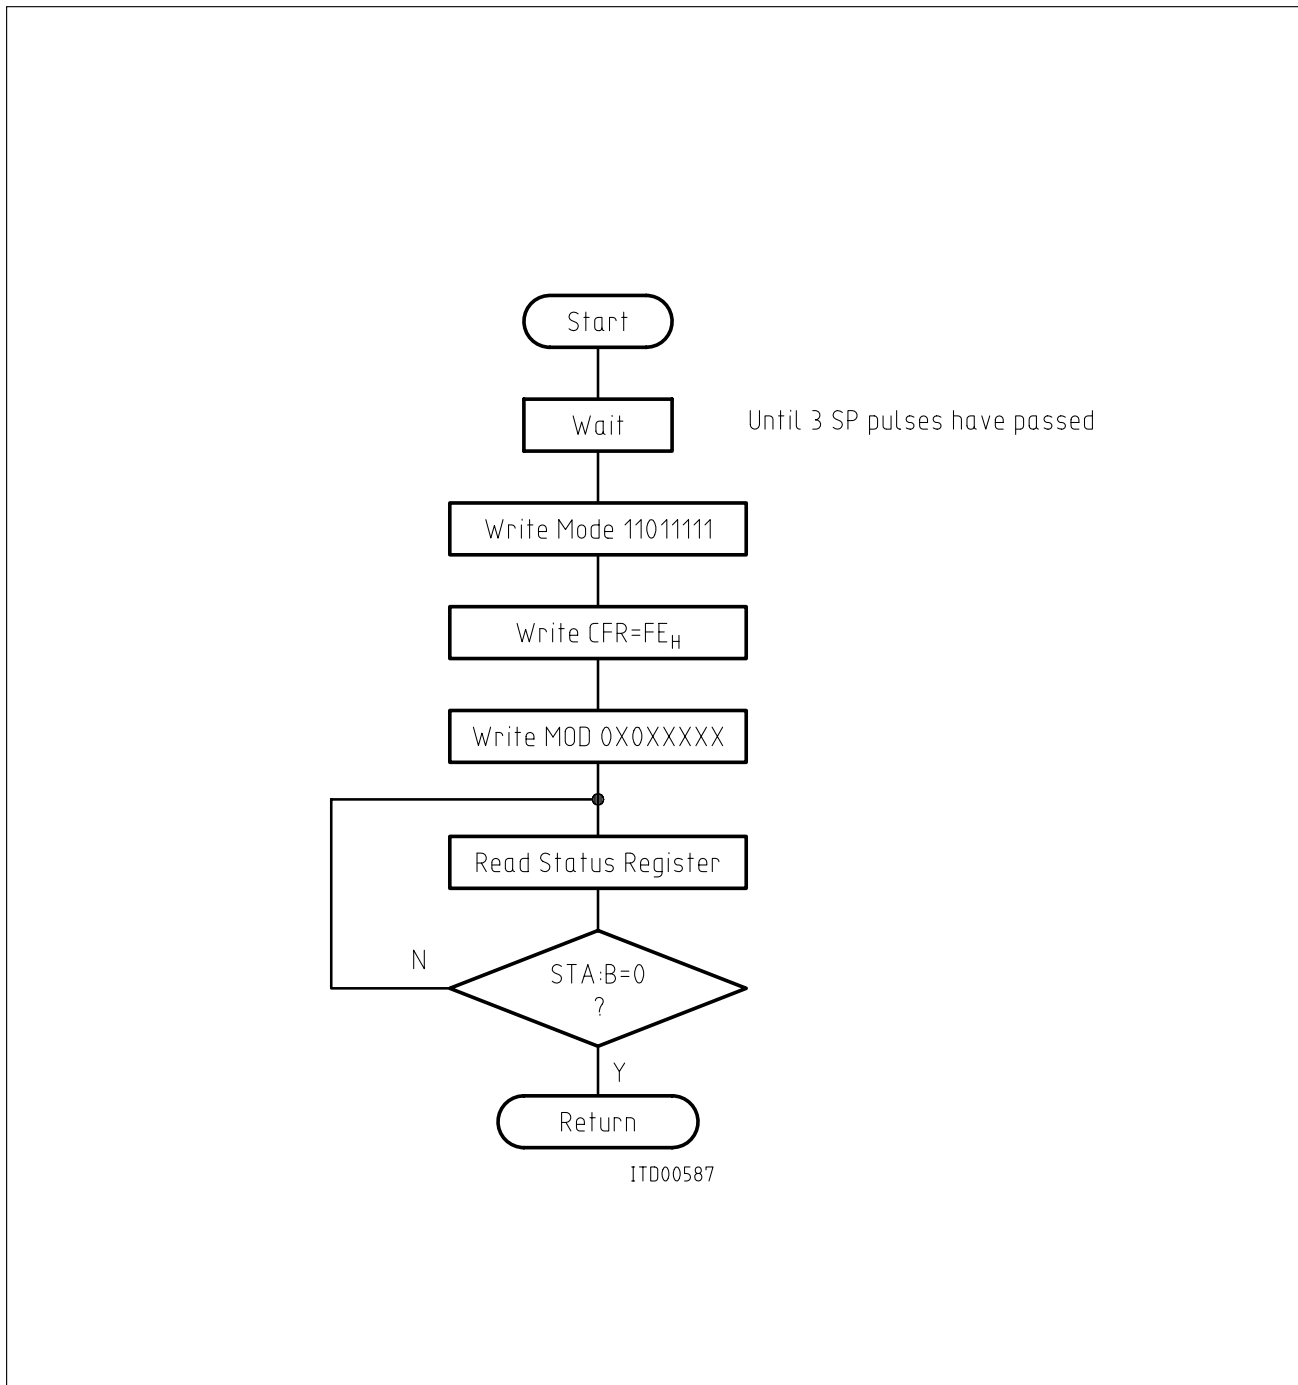 Start
Wait
Until 3 SP pulses have passed
Write Mode 11011111
Write CFR=FE_H
Write MOD 0X0XXXXX
Read Status Register
N
STA:B=0
?
Y
Return
ITD00587